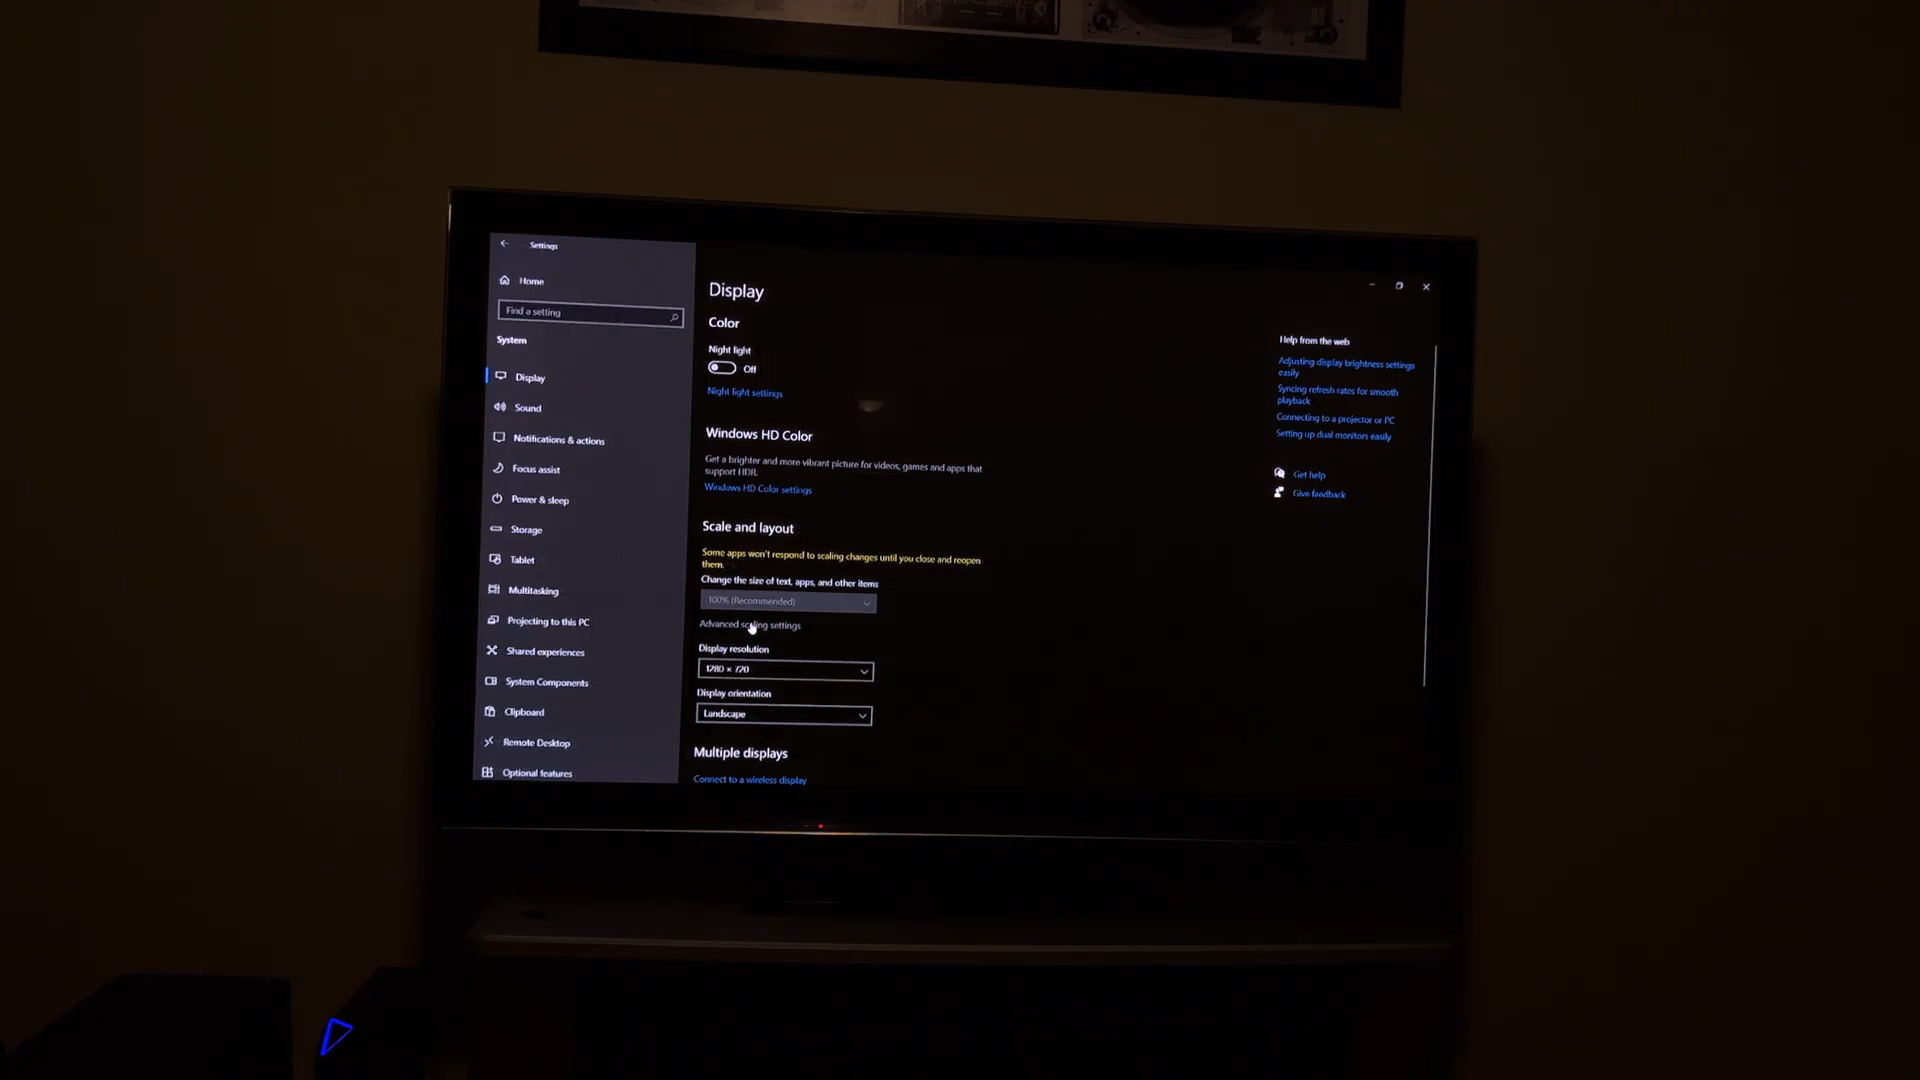 Settings
Home
Find a setting
System
Display
Sound
Notifications & actions
Focus assist
Power & sleep
Storage
Tablet
Multitasking
Projecting to this PC
Shared experiences
System Components
Clipboard
Remote Desktop
Optional features
Display
Color
Night light
Off
Night light settings
Windows HD Color
Get a brighter and more vibrant picture for videos, games and apps that
support HDR.
Windows HD Color settings
Scale and layout
Some apps won't respond to scaling changes until you close and reopen
them.
Change the size of text, apps, and other items
100% (Recommended)
Advanced scaling settings
Display resolution
1280 × 720
Display orientation
Landscape
Multiple displays
Connect to a wireless display
Help from the web
Adjusting display brightness settings
easily
Syncing refresh rates for smooth
playback
Connecting to a projector or PC
Setting up dual monitors easily
Get help
Give feedback